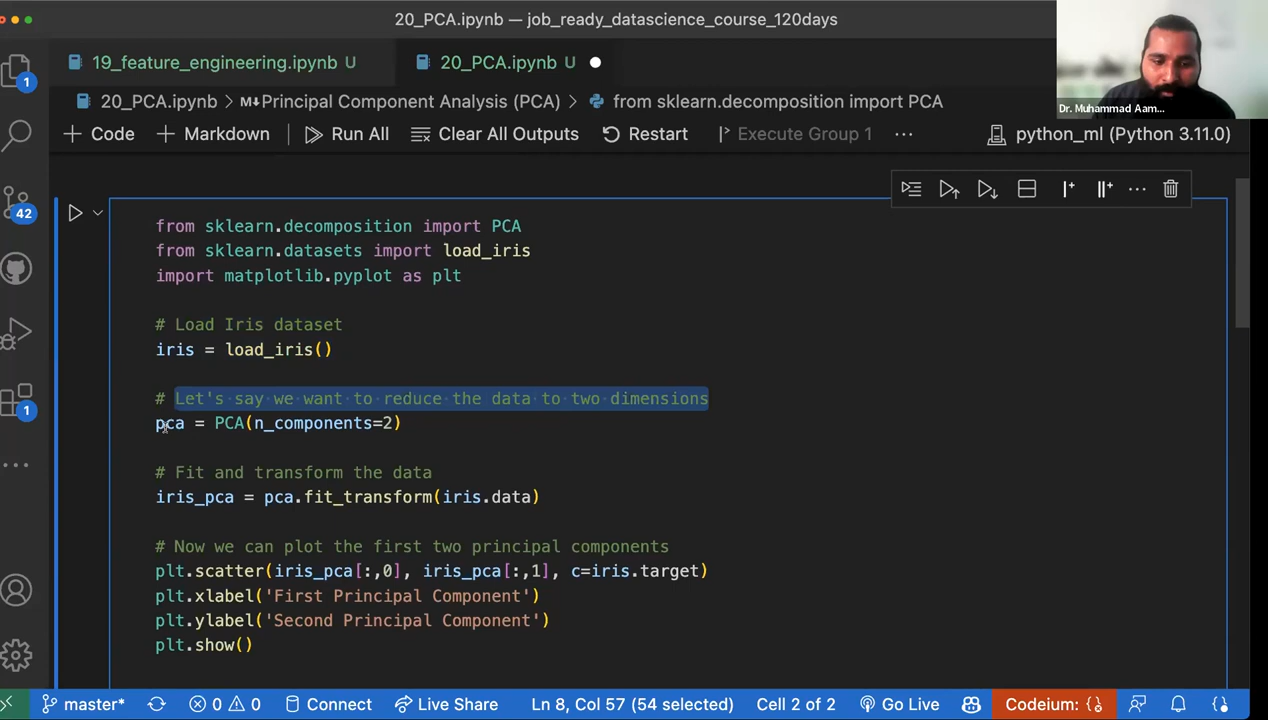 20_PCA.ipynb — job_ready_datascience_course_120days
19_feature_engineering.ipynb U
20_PCA.ipynb U
20_PCA.ipynb > M↓Principal Component Analysis (PCA) > from sklearn.decomposition import PCA
Dr. Muhammad Aam...
+ Code + Markdown Run All Clear All Outputs Restart Execute Group 1 ... python_ml (Python 3.11.0)
1
42
1
from sklearn.decomposition import PCA
from sklearn.datasets import load_iris
import matplotlib.pyplot as plt
# Load Iris dataset
iris = load_iris()
# Let's say we want to reduce the data to two dimensions
pca = PCA(n_components=2)
# Fit and transform the data
iris_pca = pca.fit_transform(iris.data)
# Now we can plot the first two principal components
plt.scatter(iris_pca[:,0], iris_pca[:,1], c=iris.target)
plt.xlabel('First Principal Component')
plt.ylabel('Second Principal Component')
plt.show()
master* 0 0 Connect Live Share Ln 8, Col 57 (54 selected) Cell 2 of 2 Go Live Codeium: {}